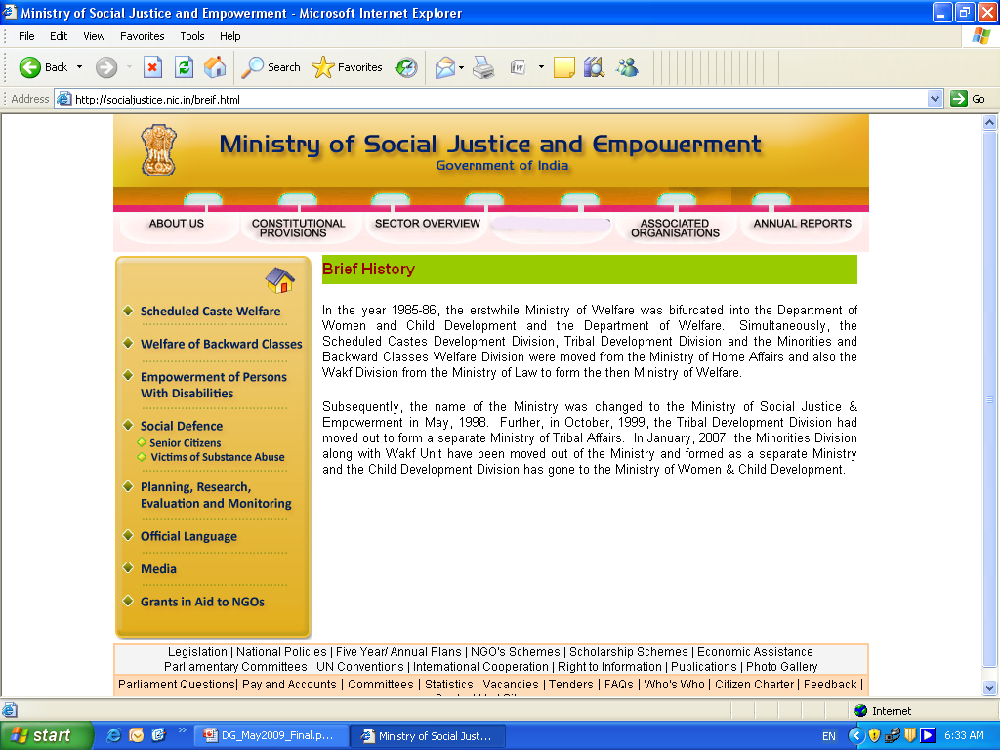 Ministry of Social Justice and Empowerment - Microsoft Internet Explorer
File Edit View Favorites Tools Help
Back Search Favorites
Address http://socialjustice.nic.in/breif.html Go
Ministry of Social Justice and Empowerment
Government of India
ABOUT US
CONSTITUTIONAL
PROVISIONS
SECTOR OVERVIEW
ASSOCIATED
ORGANISATIONS
ANNUAL REPORTS
Scheduled Caste Welfare
Welfare of Backward Classes
Empowerment of Persons
With Disabilities
Social Defence
Senior Citizens
Victims of Substance Abuse
Planning, Research,
Evaluation and Monitoring
Official Language
Media
Grants in Aid to NGOs
Brief History
In the year 1985-86, the erstwhile Ministry of Welfare was bifurcated into the Department of
Women and Child Development and the Department of Welfare. Simultaneously, the
Scheduled Castes Development Division, Tribal Development Division and the Minorities and
Backward Classes Welfare Division were moved from the Ministry of Home Affairs and also the
Wakf Division from the Ministry of Law to form the then Ministry of Welfare.
Subsequently, the name of the Ministry was changed to the Ministry of Social Justice &
Empowerment in May, 1998. Further, in October, 1999, the Tribal Development Division had
moved out to form a separate Ministry of Tribal Affairs. In January, 2007, the Minorities Division
along with Wakf Unit have been moved out of the Ministry and formed as a separate Ministry
and the Child Development Division has gone to the Ministry of Women & Child Development.
Legislation | National Policies | Five Year/ Annual Plans | NGO's Schemes | Scholarship Schemes | Economic Assistance
Parliamentary Committees | UN Conventions | International Cooperation | Right to Information | Publications | Photo Gallery
Parliament Questions| Pay and Accounts | Committees | Statistics | Vacancies | Tenders | FAQs | Who's Who | Citizen Charter | Feedback |
Internet
start DG_May2009_Final.p... Ministry of Social Just... EN 6:33 AM